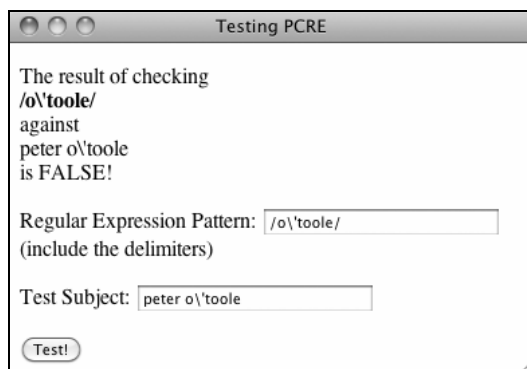 Testing PCRE
The result of checking
/o\'toole/
against
peter o\'toole
is FALSE!
Regular Expression Pattern: /o\'toole/
(include the delimiters)
Test Subject: peter o\'toole
Test!